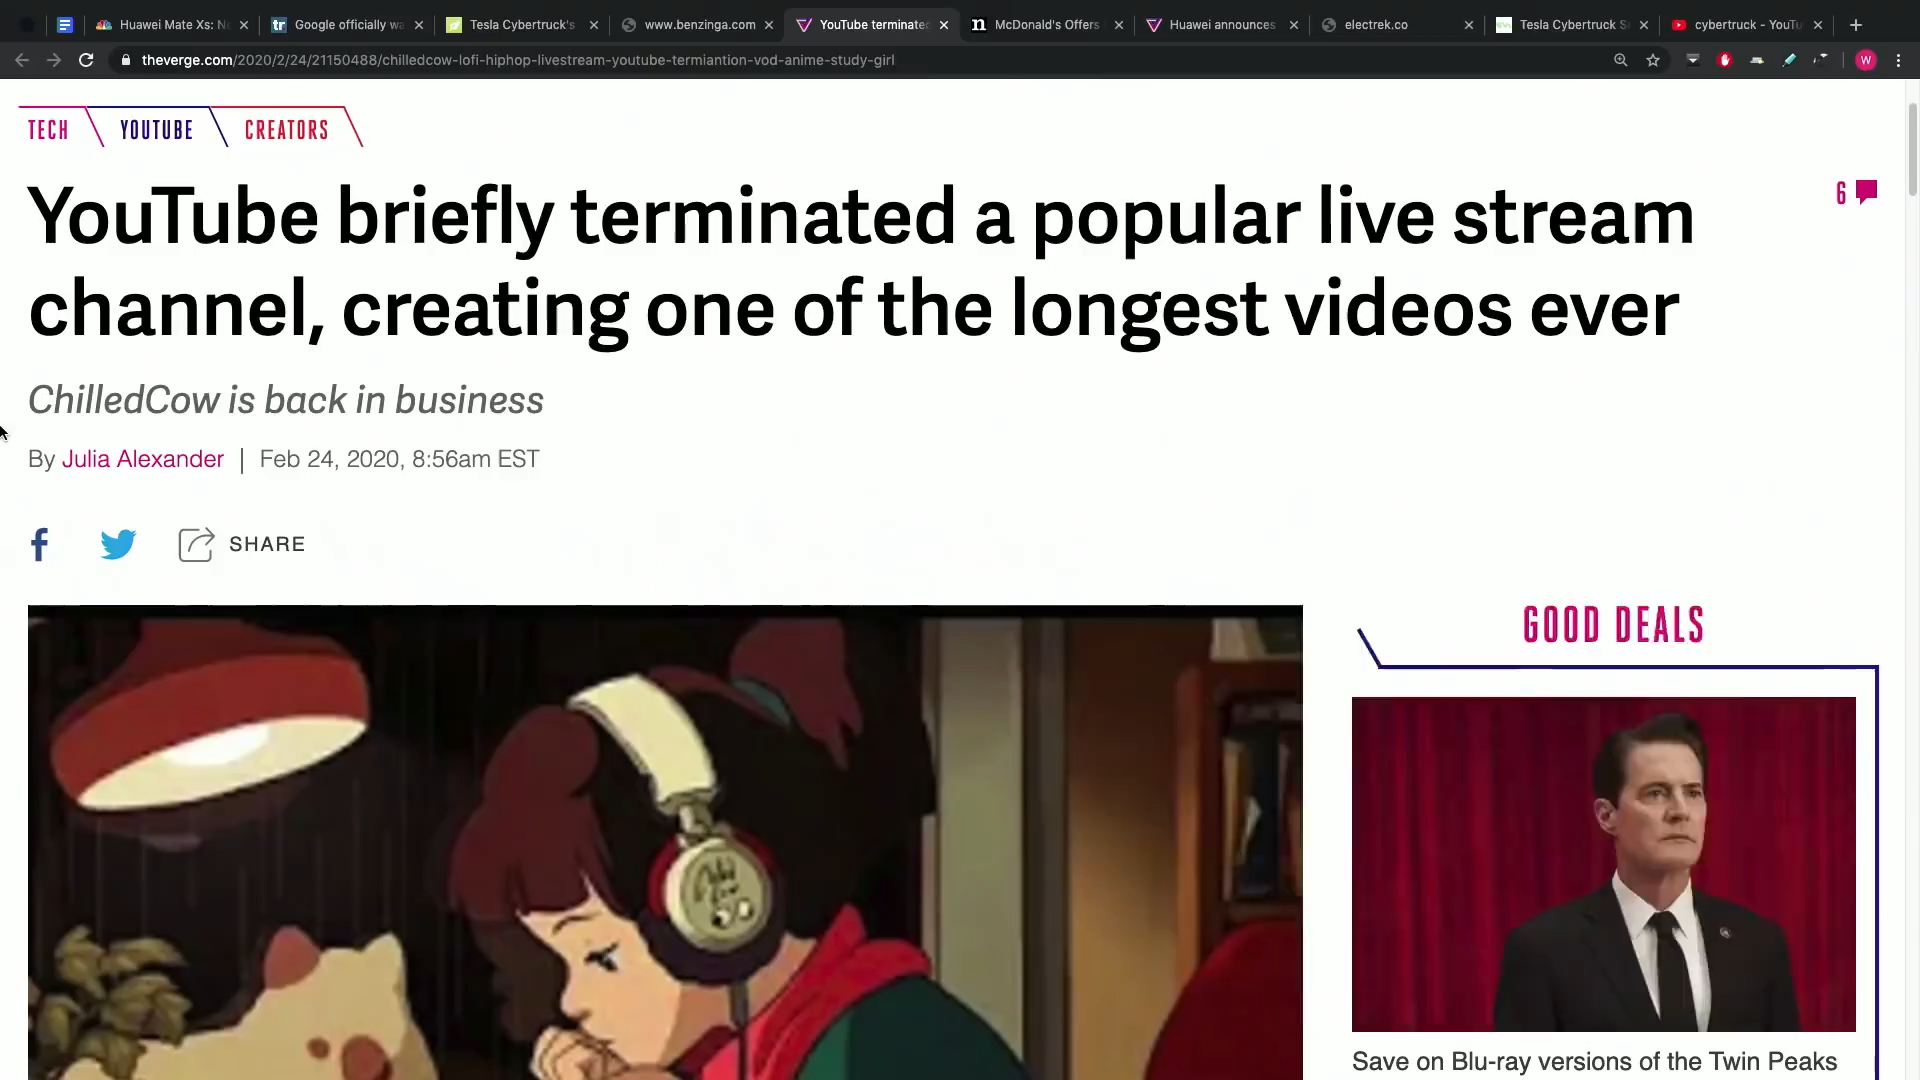 Huawei Mate Xs: N
Google officially wa
Tesla Cybertruck's
www.benzinga.com
YouTube terminate
McDonald's Offers
Huawei announces
electrek.co
Tesla Cybertruck S
cybertruck - YouTu
theverge.com/2020/2/24/21150488/chilledcow-lofi-hiphop-livestream-youtube-termiantion-vod-anime-study-girl
W
TECH
YOUTUBE
CREATORS
YouTube briefly terminated a popular live stream
channel, creating one of the longest videos ever
6
ChilledCow is back in business
By Julia Alexander | Feb 24, 2020, 8:56am EST
SHARE
GOOD DEALS
Save on Blu-ray versions of the Twin Peaks